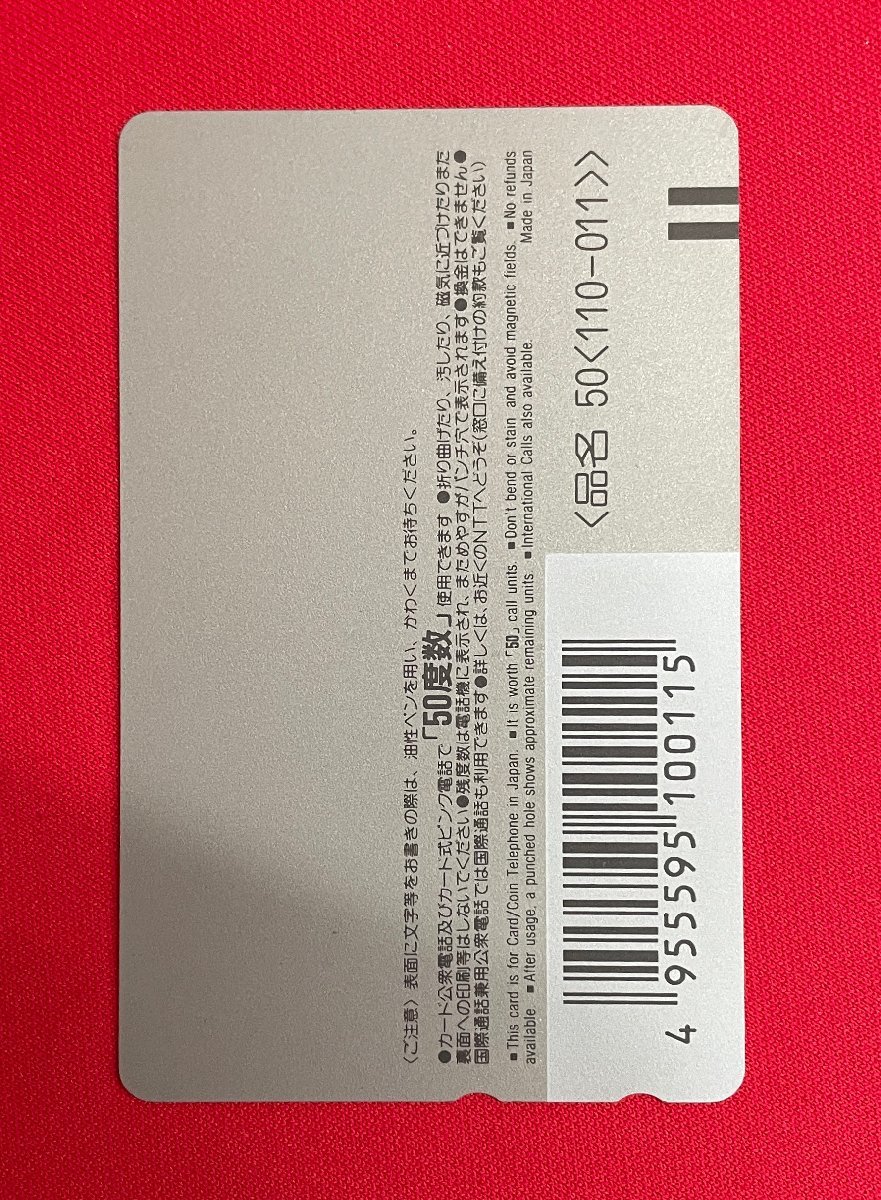 〈ご注意〉表面に文字等をお書きの際は、油性ペンを用い、かわくまでお待ちください。
●カード公衆電話及びカード式ピンク電話で「50度数」使用できます ●折り曲げたり、汚したり、磁気に近づけたりまた
裏面への印刷等はしないでください●残度数は電話機に表示され、まためやすがパンチ穴で表示されます●換金はできません●
国際通話兼用公衆電話では国際通話も利用できます●詳しくは、お近くのNTTへどうぞ(窓口に備え付けの約款もご覧ください)
■This card is for Card/Coin Telephone in Japan. ■It is worth「50」call units. ■Don't bend or stain and avoid magnetic fields. ■No refunds
available ■After usage, a punched hole shows approximate remaining units ■International Calls also available. Made in Japan
<品名 50<110-011>>
4 955595 100115